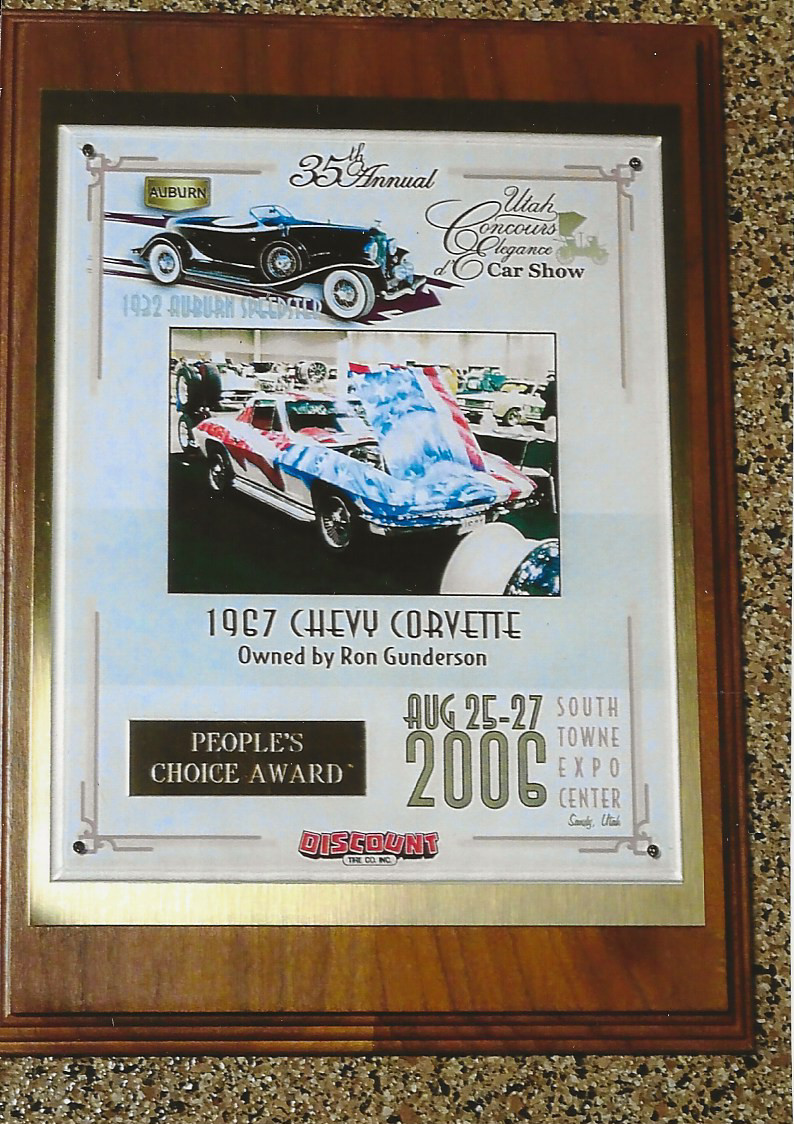 35th Annual
AUBURN
Utah
Concours
d'Elegance
Car Show
1932 AUBURN SPEEDSTER
1967 CHEVY CORVETTE
Owned by Ron Gunderson
PEOPLE'S
CHOICE AWARD
AUG 25-27
2006
SOUTH
TOWNE
EXPO
CENTER
Sandy, Utah
DISCOUNT
TIRE CO. INC.